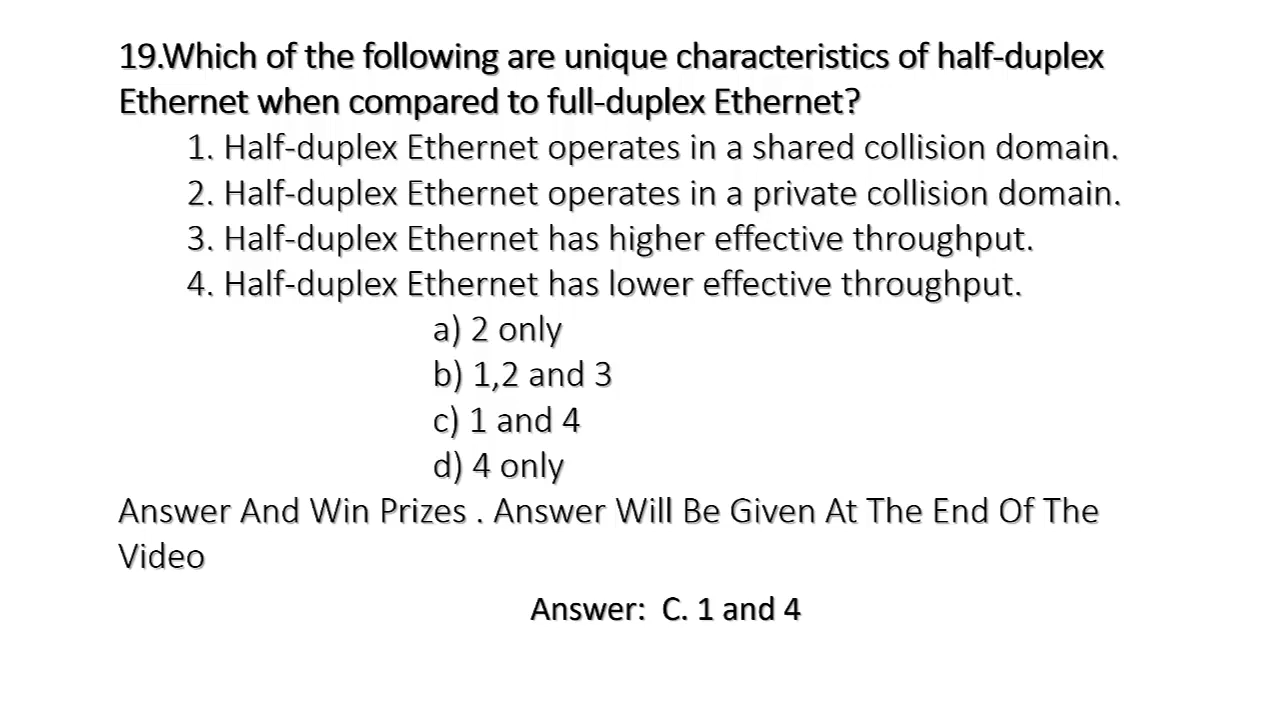 19.Which of the following are unique characteristics of half-duplex
Ethernet when compared to full-duplex Ethernet?
1. Half-duplex Ethernet operates in a shared collision domain.
2. Half-duplex Ethernet operates in a private collision domain.
3. Half-duplex Ethernet has higher effective throughput.
4. Half-duplex Ethernet has lower effective throughput.
a) 2 only
b) 1,2 and 3
c) 1 and 4
d) 4 only
Answer And Win Prizes . Answer Will Be Given At The End Of The
Video
Answer: C. 1 and 4